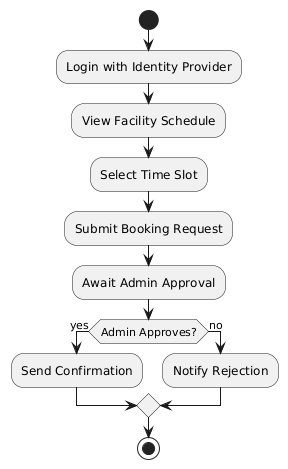 Login with Identity Provider
View Facility Schedule
Select Time Slot
Submit Booking Request
Await Admin Approval
yes
Admin Approves?
no
Send Confirmation
Notify Rejection